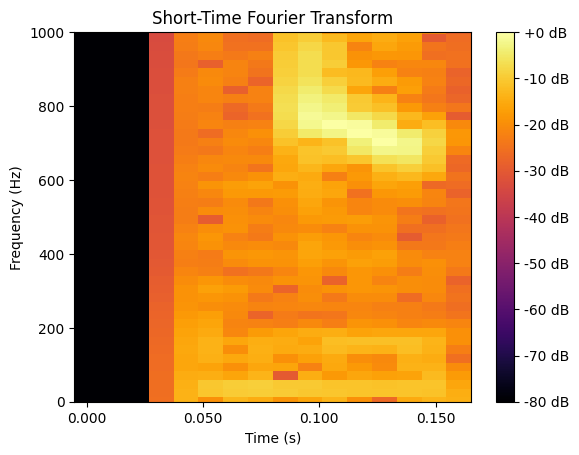 Short-Time Fourier Transform
1000
800
600
400
200
0
Frequency (Hz)
0.000
0.050
0.100
0.150
Time (s)
+0 dB
-10 dB
-20 dB
-30 dB
-40 dB
-50 dB
-60 dB
-70 dB
-80 dB